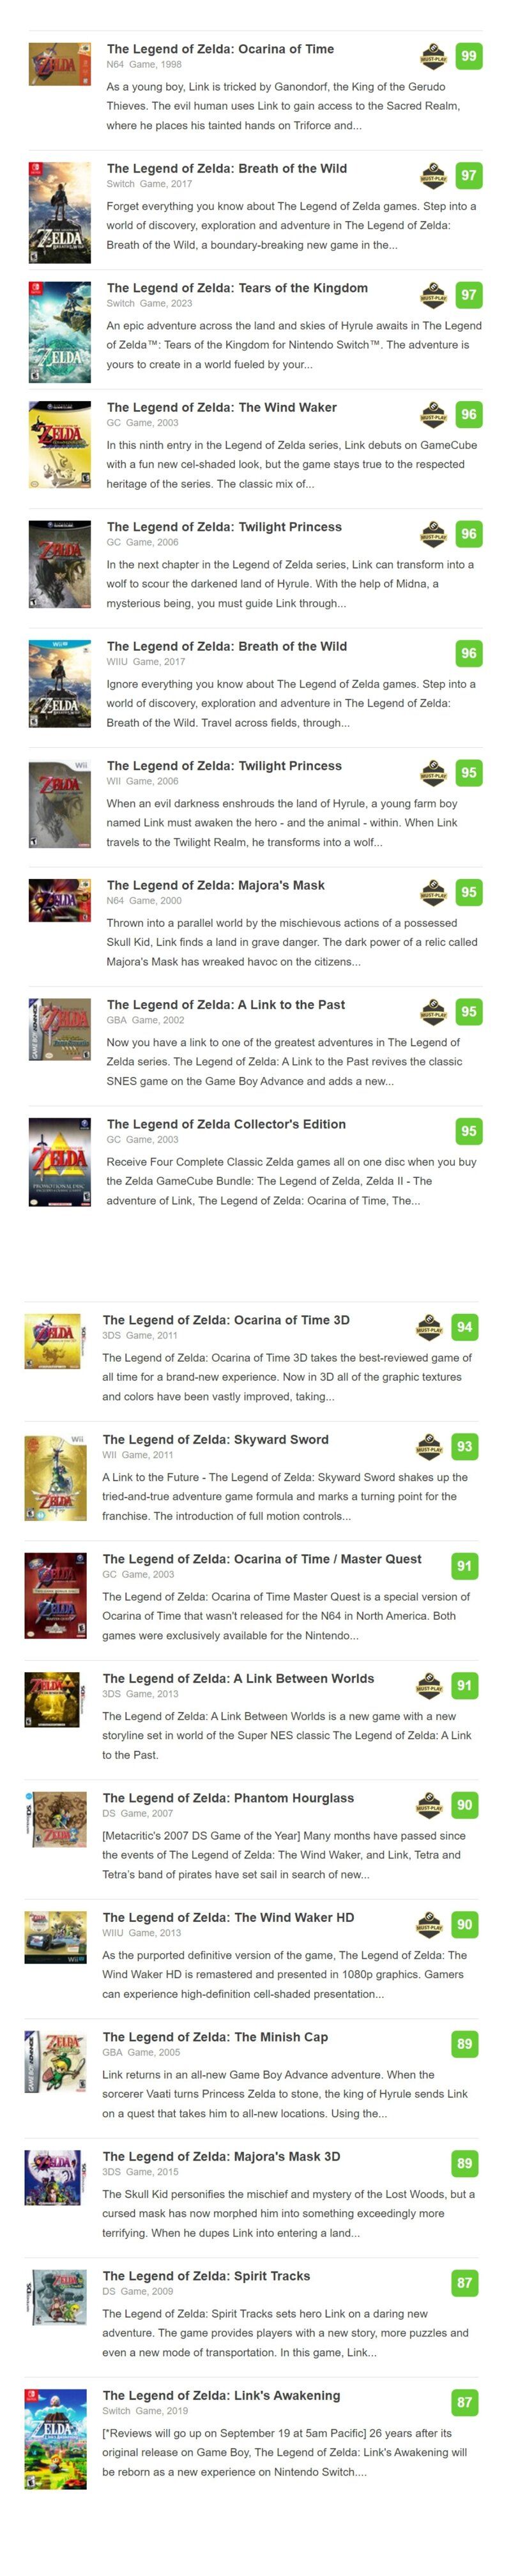 The Legend of Zelda: Ocarina of Time
MUST-PLAY
99
N64 Game, 1998
As a young boy, Link is tricked by Ganondorf, the King of the Gerudo
Thieves. The evil human uses Link to gain access to the Sacred Realm,
where he places his tainted hands on Triforce and...
The Legend of Zelda: Breath of the Wild
MUST-PLAY
97
Switch Game, 2017
Forget everything you know about The Legend of Zelda games. Step into a
world of discovery, exploration and adventure in The Legend of Zelda:
Breath of the Wild, a boundary-breaking new game in the...
The Legend of Zelda: Tears of the Kingdom
MUST-PLAY
97
Switch Game, 2023
An epic adventure across the land and skies of Hyrule awaits in The Legend
of Zelda™: Tears of the Kingdom for Nintendo Switch™. The adventure is
yours to create in a world fueled by your...
The Legend of Zelda: The Wind Waker
MUST-PLAY
96
GC Game, 2003
In this ninth entry in the Legend of Zelda series, Link debuts on GameCube
with a fun new cel-shaded look, but the game stays true to the respected
heritage of the series. The classic mix of...
The Legend of Zelda: Twilight Princess
MUST-PLAY
96
GC Game, 2006
In the next chapter in the Legend of Zelda series, Link can transform into a
wolf to scour the darkened land of Hyrule. With the help of Midna, a
mysterious being, you must guide Link through...
The Legend of Zelda: Breath of the Wild
96
WIIU Game, 2017
Ignore everything you know about The Legend of Zelda games. Step into a
world of discovery, exploration and adventure in The Legend of Zelda:
Breath of the Wild. Travel across fields, through...
The Legend of Zelda: Twilight Princess
MUST-PLAY
95
WII Game, 2006
When an evil darkness enshrouds the land of Hyrule, a young farm boy
named Link must awaken the hero - and the animal - within. When Link
travels to the Twilight Realm, he transforms into a wolf...
The Legend of Zelda: Majora's Mask
MUST-PLAY
95
N64 Game, 2000
Thrown into a parallel world by the mischievous actions of a possessed
Skull Kid, Link finds a land in grave danger. The dark power of a relic called
Majora's Mask has wreaked havoc on the citizens...
The Legend of Zelda: A Link to the Past
MUST-PLAY
95
GBA Game, 2002
Now you have a link to one of the greatest adventures in The Legend of
Zelda series. The Legend of Zelda: A Link to the Past revives the classic
SNES game on the Game Boy Advance and adds a new...
The Legend of Zelda Collector's Edition
95
GC Game, 2003
Receive Four Complete Classic Zelda games all on one disc when you buy
the Zelda GameCube Bundle: The Legend of Zelda, Zelda II - The
adventure of Link, The Legend of Zelda: Ocarina of Time, The...
The Legend of Zelda: Ocarina of Time 3D
MUST-PLAY
94
3DS Game, 2011
The Legend of Zelda: Ocarina of Time 3D takes the best-reviewed game of
all time for a brand-new experience. Now in 3D all of the graphic textures
and colors have been vastly improved, taking...
The Legend of Zelda: Skyward Sword
MUST-PLAY
93
WII Game, 2011
A Link to the Future - The Legend of Zelda: Skyward Sword shakes up the
tried-and-true adventure game formula and marks a turning point for the
franchise. The introduction of full motion controls...
The Legend of Zelda: Ocarina of Time / Master Quest
91
GC Game, 2003
The Legend of Zelda: Ocarina of Time Master Quest is a special version of
Ocarina of Time that wasn't released for the N64 in North America. Both
games were exclusively available for the Nintendo...
The Legend of Zelda: A Link Between Worlds
MUST-PLAY
91
3DS Game, 2013
The Legend of Zelda: A Link Between Worlds is a new game with a new
storyline set in world of the Super NES classic The Legend of Zelda: A Link
to the Past.
The Legend of Zelda: Phantom Hourglass
MUST-PLAY
90
DS Game, 2007
[Metacritic's 2007 DS Game of the Year] Many months have passed since
the events of The Legend of Zelda: The Wind Waker, and Link, Tetra and
Tetra's band of pirates have set sail in search of new...
The Legend of Zelda: The Wind Waker HD
MUST-PLAY
90
WIIU Game, 2013
As the purported definitive version of the game, The Legend of Zelda: The
Wind Waker HD is remastered and presented in 1080p graphics. Gamers
can experience high-definition cell-shaded presentation...
The Legend of Zelda: The Minish Cap
89
GBA Game, 2005
Link returns in an all-new Game Boy Advance adventure. When the
sorcerer Vaati turns Princess Zelda to stone, the king of Hyrule sends Link
on a quest that takes him to all-new locations. Using the...
The Legend of Zelda: Majora's Mask 3D
89
3DS Game, 2015
The Skull Kid personifies the mischief and mystery of the Lost Woods, but a
cursed mask has now morphed him into something exceedingly more
terrifying. When he dupes Link into entering a land...
The Legend of Zelda: Spirit Tracks
87
DS Game, 2009
The Legend of Zelda: Spirit Tracks sets hero Link on a daring new
adventure. The game provides players with a new story, more puzzles and
even a new mode of transportation. In this game, Link...
The Legend of Zelda: Link's Awakening
87
Switch Game, 2019
[*Reviews will go up on September 19 at 5am Pacific] 26 years after its
original release on Game Boy, The Legend of Zelda: Link's Awakening will
be reborn as a new experience on Nintendo Switch....